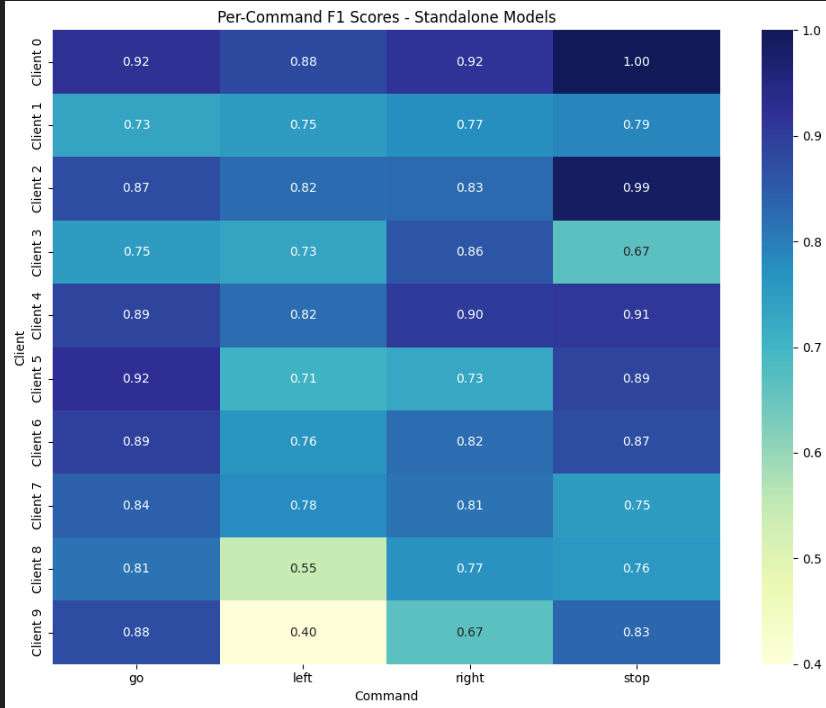 Per-Command F1 Scores - Standalone Models
Client 0 0.92 0.88 0.92 1.00
Client 1 0.73 0.75 0.77 0.79
Client 2 0.87 0.82 0.83 0.99
Client 3 0.75 0.73 0.86 0.67
Client 4 0.89 0.82 0.90 0.91
Client 5 0.92 0.71 0.73 0.89
Client 6 0.89 0.76 0.82 0.87
Client 7 0.84 0.78 0.81 0.75
Client 8 0.81 0.55 0.77 0.76
Client 9 0.88 0.40 0.67 0.83
go left right stop
Command
Client
1.0
0.9
0.8
0.7
0.6
0.5
0.4